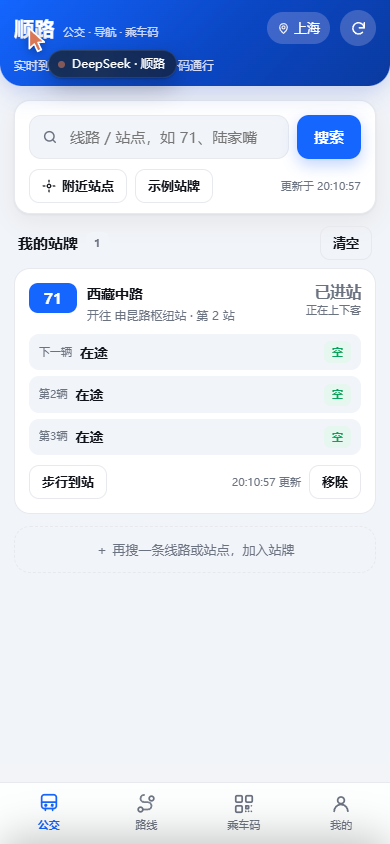 顺路 公交 · 导航 · 乘车码
上海
实时到
DeepSeek · 顺路
码通行
线路 / 站点，如 71、陆家嘴
搜索
附近站点
示例站牌
更新于 20:10:57
我的站牌 1
清空
71 西藏中路
开往 申昆路枢纽站 · 第 2 站
已进站
正在上下客
下一辆 在途 空
第2辆 在途 空
第3辆 在途 空
步行到站
20:10:57 更新
移除
+ 再搜一条线路或站点，加入站牌
公交
路线
乘车码
我的